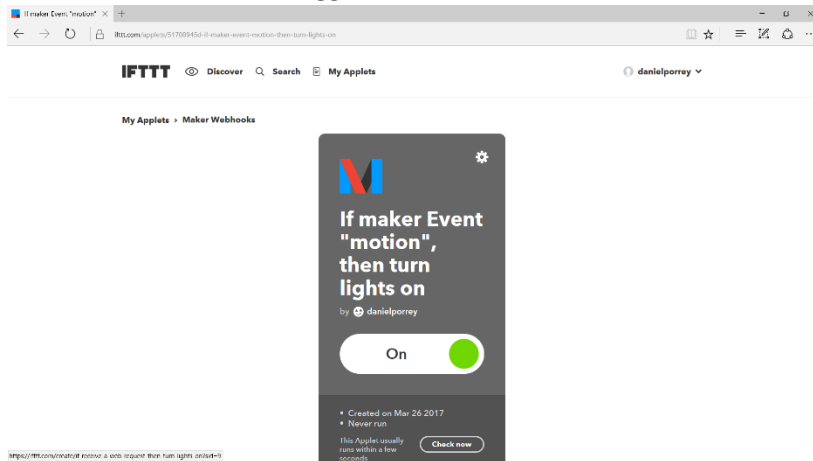 If maker Event "motion"
ifttt.com/applets/51708945d-if-maker-event-motion-then-turn-lights-on
IFTTT Discover Search My Applets danielporrey
My Applets › Maker Webhooks
If maker Event
"motion",
then turn
lights on
by danielporrey
On
• Created on Mar 26 2017
• Never run
This Applet usually
runs within a few
seconds
Check now
https://ifttt.com/create/if-receive-a-web-request-then-turn-lights-on?sid=9